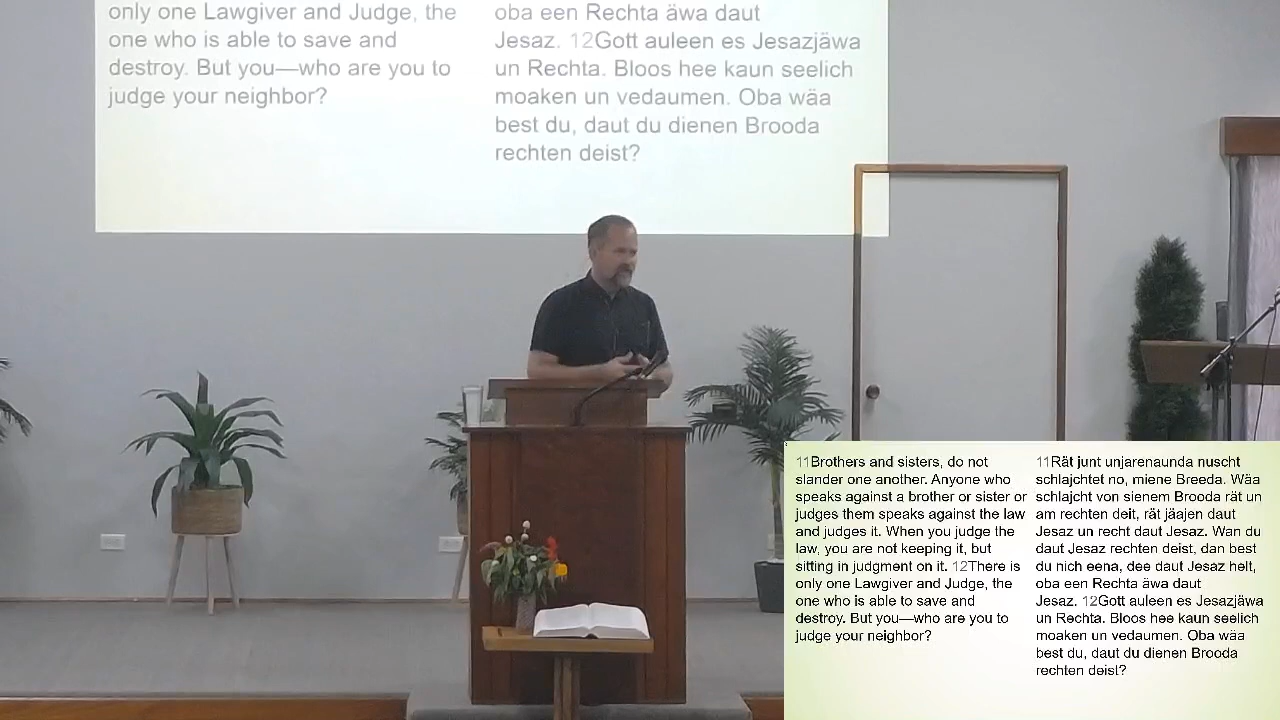 only one Lawgiver and Judge, the
one who is able to save and
destroy. But you—who are you to
judge your neighbor?
oba een Rechta äwa daut
Jesaz. 12Gott auleen es Jesazjäwa
un Rechta. Bloos hee kaun seelich
moaken un vedaumen. Oba wäa
best du, daut du dienen Brooda
rechten deist?
11Brothers and sisters, do not
slander one another. Anyone who
speaks against a brother or sister or
judges them speaks against the law
and judges it. When you judge the
law, you are not keeping it, but
sitting in judgment on it. 12There is
only one Lawgiver and Judge, the
one who is able to save and
destroy. But you—who are you to
judge your neighbor?
11Rät junt unjarenaunda nuscht
schlajchtet no, miene Breeda. Wäa
schlajcht von sienem Brooda rät un
am rechten deit, rät jäajen daut
Jesaz un recht daut Jesaz. Wan du
daut Jesaz rechten deist, dan best
du nich eena, dee daut Jesaz helt,
oba een Rechta äwa daut
Jesaz. 12Gott auleen es Jesazjäwa
un Rechta. Bloos hee kaun seelich
moaken un vedaumen. Oba wäa
best du, daut du dienen Brooda
rechten deist?